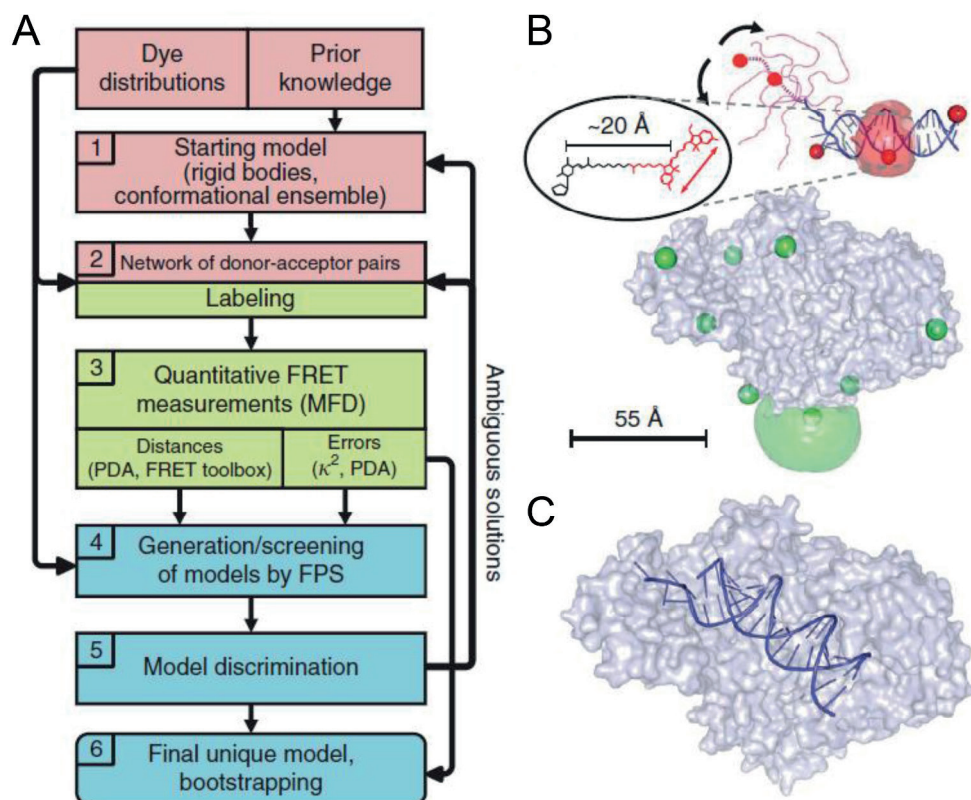 A
Dye
distributions
Prior
knowledge
1
Starting model
(rigid bodies,
conformational ensemble)
2
Network of donor-acceptor pairs
Labeling
3
Quantitative FRET
measurements (MFD)
Distances
(PDA, FRET toolbox)
Errors
(κ², PDA)
4
Generation/screening
of models by FPS
5
Model discrimination
6
Final unique model,
bootstrapping
Ambiguous solutions
B
~20 Å
55 Å
C